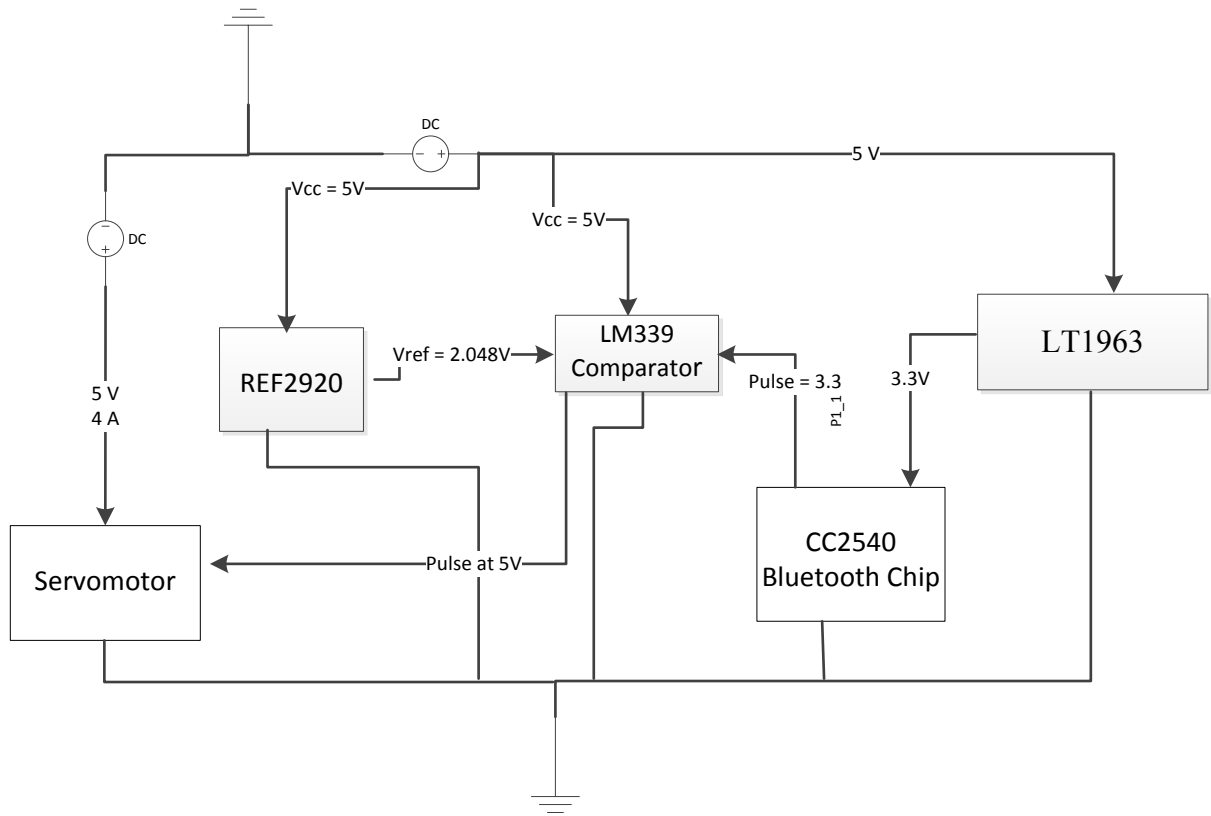 DC
5 V
Vcc = 5V
Vcc = 5V
- +
-
+
DC
LM339
Comparator
LT1963
REF2920
Vref = 2.048V
Pulse = 3.3
P1_1
3.3V
5 V
4 A
CC2540
Bluetooth Chip
Servomotor
Pulse at 5V